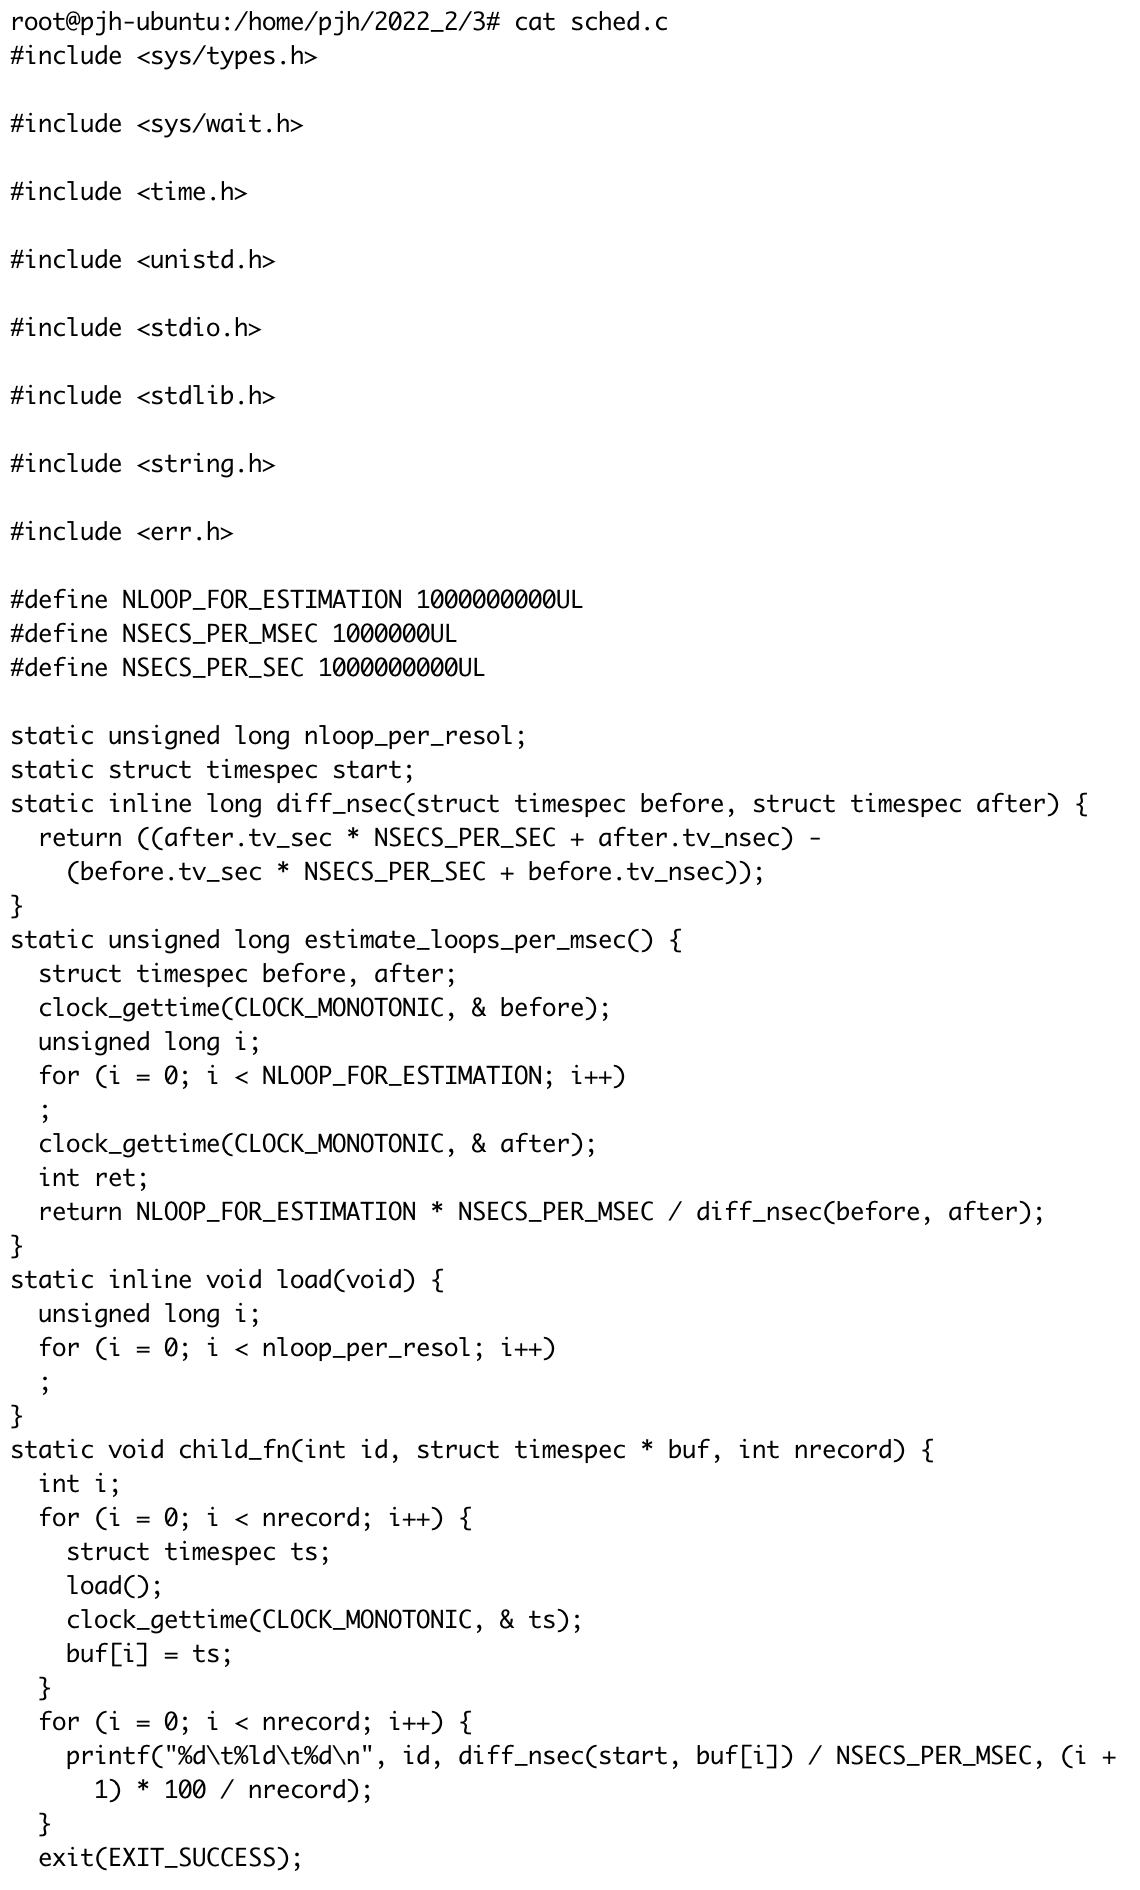 root@pjh-ubuntu:/home/pjh/2022_2/3# cat sched.c
#include <sys/types.h>

#include <sys/wait.h>

#include <time.h>

#include <unistd.h>

#include <stdio.h>

#include <stdlib.h>

#include <string.h>

#include <err.h>

#define NLOOP_FOR_ESTIMATION 1000000000UL
#define NSECS_PER_MSEC 1000000UL
#define NSECS_PER_SEC 1000000000UL

static unsigned long nloop_per_resol;
static struct timespec start;
static inline long diff_nsec(struct timespec before, struct timespec after) {
  return ((after.tv_sec * NSECS_PER_SEC + after.tv_nsec) -
    (before.tv_sec * NSECS_PER_SEC + before.tv_nsec));
}
static unsigned long estimate_loops_per_msec() {
  struct timespec before, after;
  clock_gettime(CLOCK_MONOTONIC, & before);
  unsigned long i;
  for (i = 0; i < NLOOP_FOR_ESTIMATION; i++)
  ;
  clock_gettime(CLOCK_MONOTONIC, & after);
  int ret;
  return NLOOP_FOR_ESTIMATION * NSECS_PER_MSEC / diff_nsec(before, after);
}
static inline void load(void) {
  unsigned long i;
  for (i = 0; i < nloop_per_resol; i++)
  ;
}
static void child_fn(int id, struct timespec * buf, int nrecord) {
  int i;
  for (i = 0; i < nrecord; i++) {
    struct timespec ts;
    load();
    clock_gettime(CLOCK_MONOTONIC, & ts);
    buf[i] = ts;
  }
  for (i = 0; i < nrecord; i++) {
    printf("%d\t%ld\t%d\n", id, diff_nsec(start, buf[i]) / NSECS_PER_MSEC, (i +
      1) * 100 / nrecord);
  }
  exit(EXIT_SUCCESS);